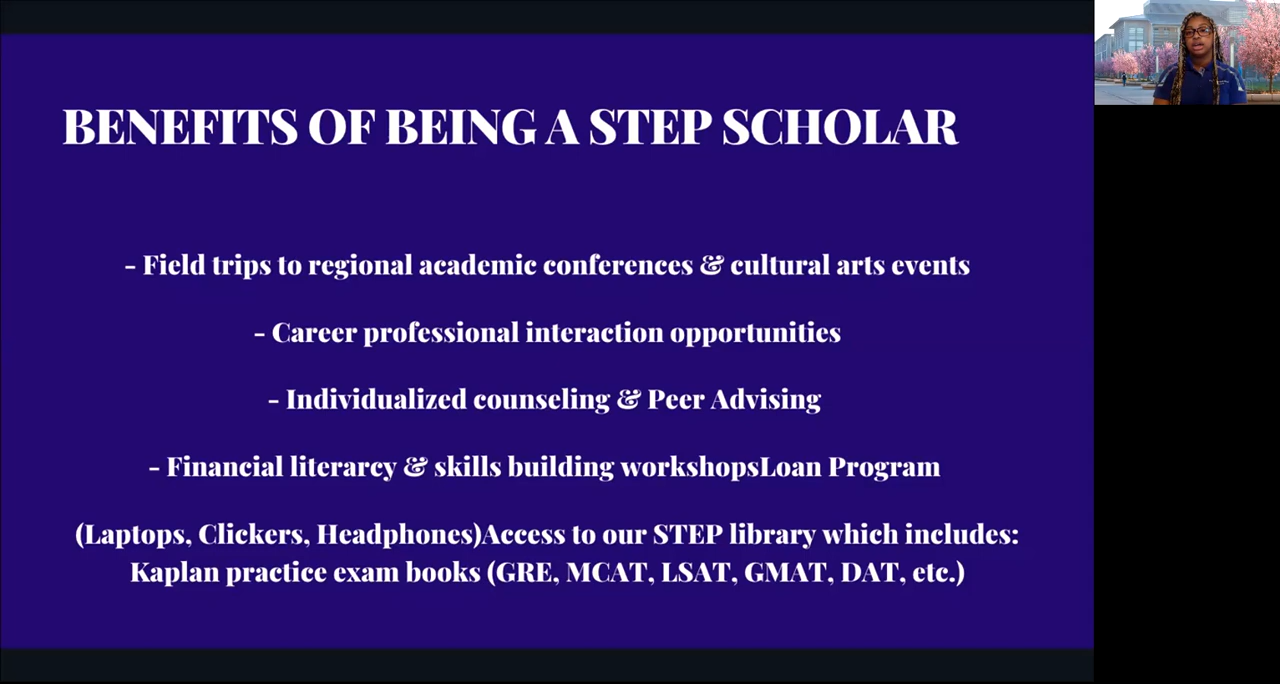 BENEFITS OF BEING A STEP SCHOLAR
- Field trips to regional academic conferences & cultural arts events
- Career professional interaction opportunities
- Individualized counseling & Peer Advising
- Financial literarcy & skills building workshopsLoan Program
(Laptops, Clickers, Headphones)Access to our STEP library which includes:
Kaplan practice exam books (GRE, MCAT, LSAT, GMAT, DAT, etc.)